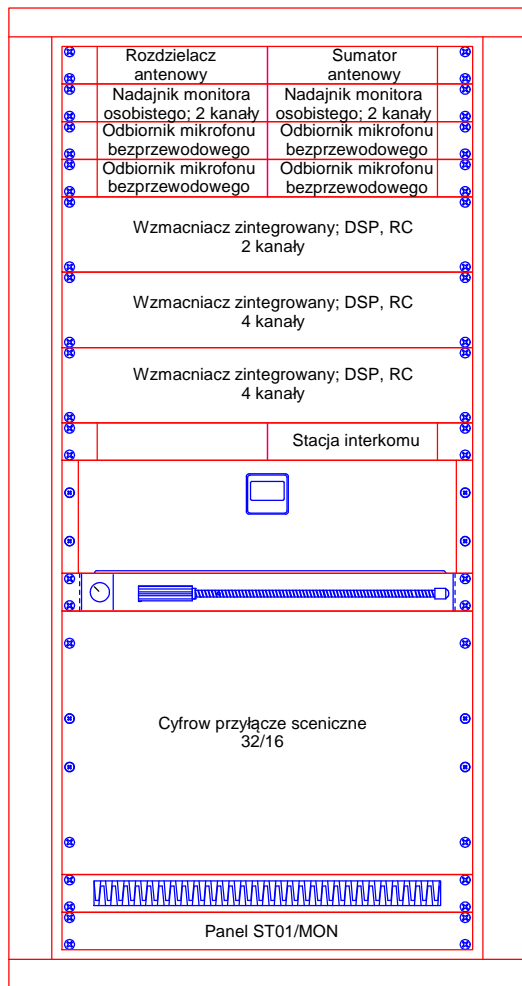 Rozdzielacz
antenowy
Sumator
antenowy
Nadajnik monitora
osobistego; 2 kanały
Nadajnik monitora
osobistego; 2 kanały
Odbiornik mikrofonu
bezprzewodowego
Odbiornik mikrofonu
bezprzewodowego
Odbiornik mikrofonu
bezprzewodowego
Odbiornik mikrofonu
bezprzewodowego
Wzmacniacz zintegrowany; DSP, RC
2 kanały
Wzmacniacz zintegrowany; DSP, RC
4 kanały
Wzmacniacz zintegrowany; DSP, RC
4 kanały
Stacja interkomu
Cyfrow przyłącze sceniczne
32/16
Panel ST01/MON